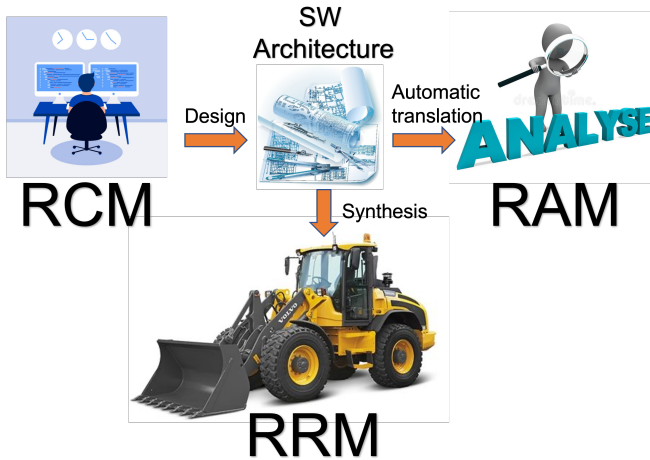 SW
Architecture
Design
Automatic
translation
ANALYSE
RCM
RAM
Synthesis
VOLVO
RRM